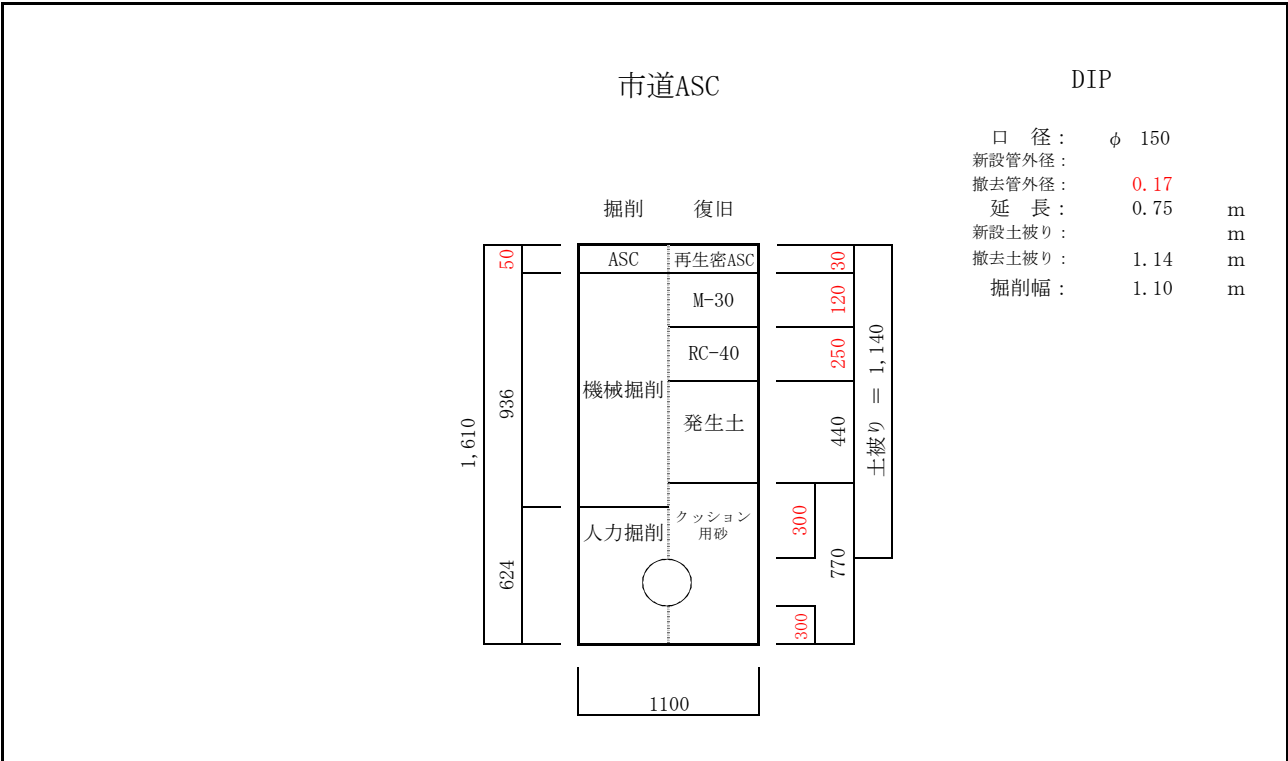 市道ASC
DIP
口 径： φ 150
新設管外径：
撤去管外径： 0.17
延 長： 0.75 m
新設土被り： m
撤去土被り： 1.14 m
掘削幅： 1.10 m
掘削 復旧
50 ASC 再生密ASC 30
M-30 120
RC-40 250
機械掘削
936
発生土 440
土被り ＝ 1,140
1,610
人力掘削
クッション
用砂
300
770
624
300
1100